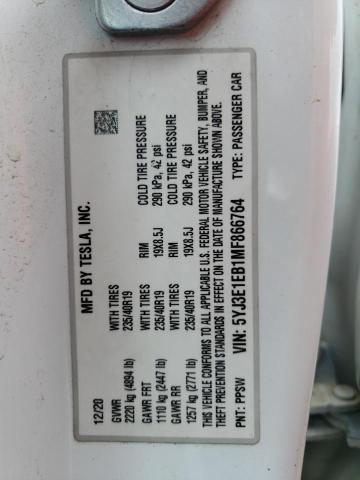 MFD BY TESLA, INC.
12/20
GVWR
2220 kg (4894 lb)
WITH TIRES
235/40R19
GAWR FRT
1110 kg (2447 lb)
WITH TIRES
235/40R19
RIM
19X8.5J
COLD TIRE PRESSURE
290 kPa, 42 psi
GAWR RR
1257 kg (2771 lb)
WITH TIRES
235/40R19
RIM
19X8.5J
COLD TIRE PRESSURE
290 kPa, 42 psi
THIS VEHICLE CONFORMS TO ALL APPLICABLE U.S. FEDERAL MOTOR VEHICLE SAFETY, BUMPER, AND
THEFT PREVENTION STANDARDS IN EFFECT ON THE DATE OF MANUFACTURE SHOWN ABOVE.
VIN: 5YJ3E1EB1MF866764
TYPE: PASSENGER CAR
PNT: PPSW